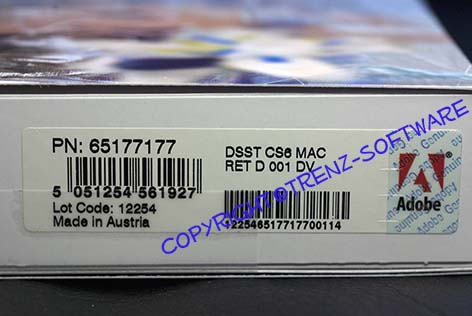 PN: 65177177
5 051254 561927
Lot Code: 12254
Made in Austria
DSST CS6 MAC
RET D 001 DV
122546517717700114
Adobe
COPYRIGHT@TRENZ-SOFTWARE